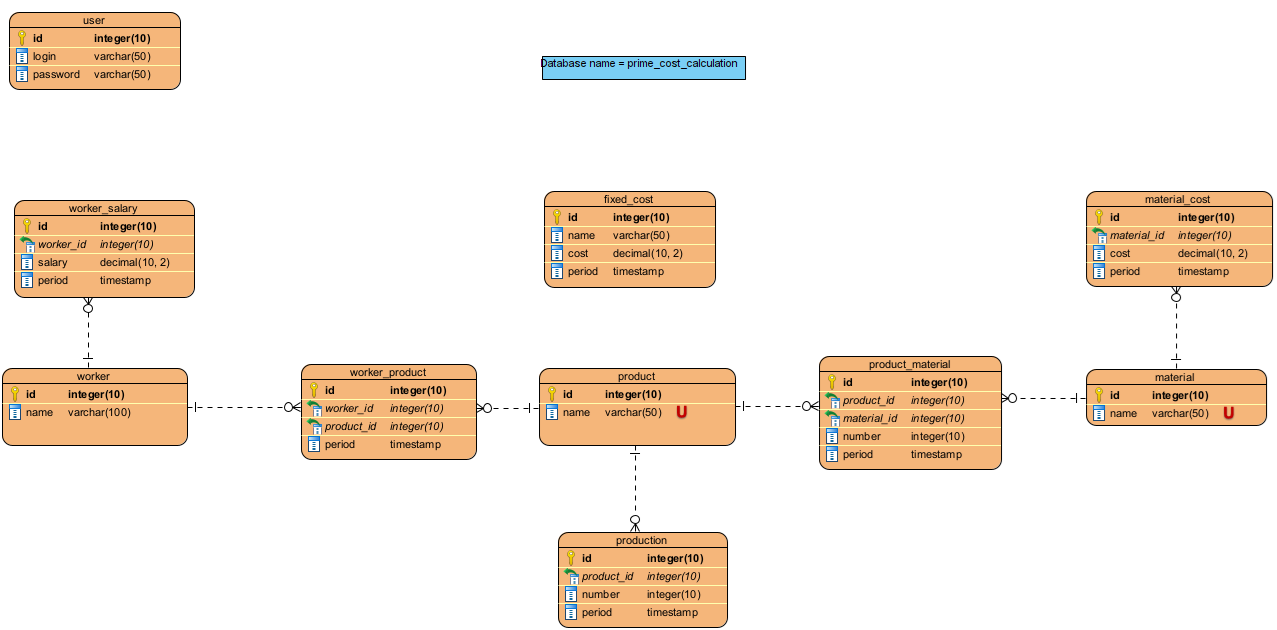 user
id integer(10)
login varchar(50)
password varchar(50)
Database name = prime_cost_calculation
worker_salary
id integer(10)
worker_id integer(10)
salary decimal(10, 2)
period timestamp
fixed_cost
id integer(10)
name varchar(50)
cost decimal(10, 2)
period timestamp
material_cost
id integer(10)
material_id integer(10)
cost decimal(10, 2)
period timestamp
worker
id integer(10)
name varchar(100)
worker_product
id integer(10)
worker_id integer(10)
product_id integer(10)
period timestamp
product
id integer(10)
name varchar(50) U
product_material
id integer(10)
product_id integer(10)
material_id integer(10)
number integer(10)
period timestamp
material
id integer(10)
name varchar(50) U
production
id integer(10)
product_id integer(10)
number integer(10)
period timestamp